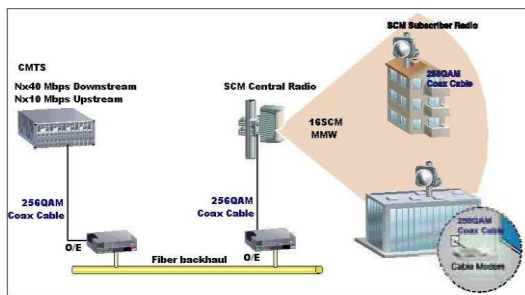 CMTS
Nx40 Mbps Downstream
Nx10 Mbps Upstream
256QAM
Coax Cable
O/E
Fiber backhaul
SCM Central Radio
256QAM
Coax Cable
O/E
16SCM
MMW
SCM Subscriber Radio
256QAM
Coax Cable
256QAM
Coax Cable
Cable Modem